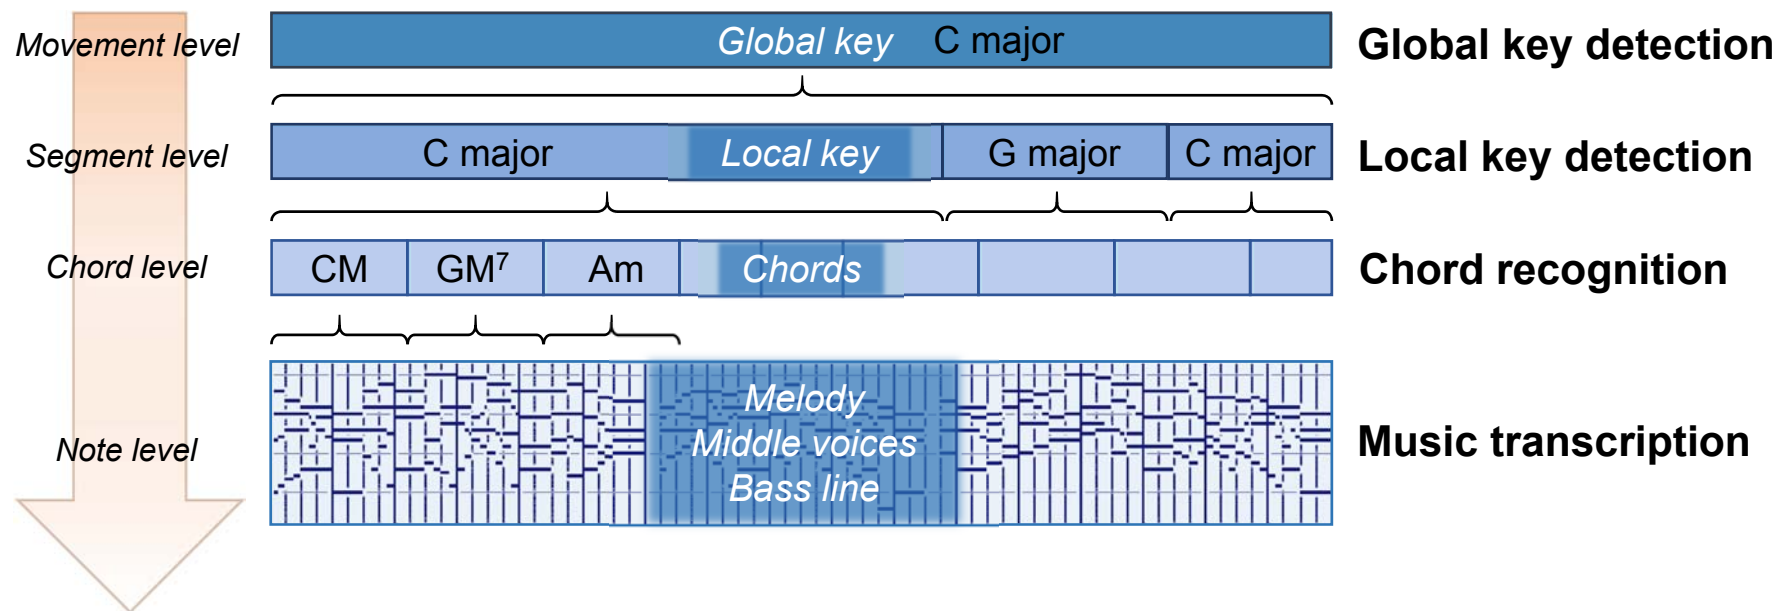 Movement level
Global key C major
Global key detection
Segment level
C major Local key G major C major
Local key detection
Chord level
CM GM⁷ Am Chords
Chord recognition
Note level
Melody
Middle voices
Bass line
Music transcription